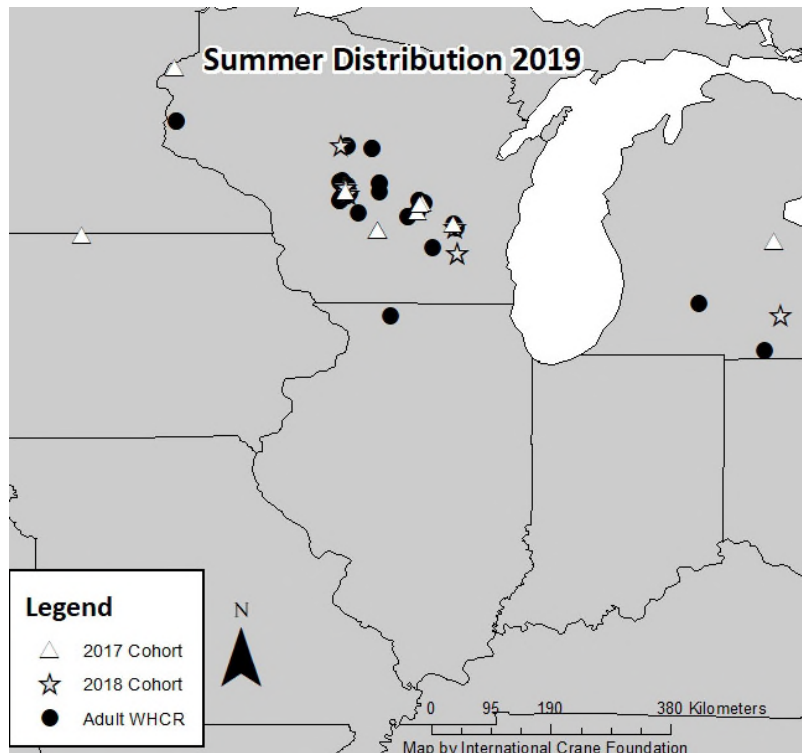 Summer Distribution 2019
Legend
2017 Cohort
2018 Cohort
Adult WHCR
N
0 95 190 380 Kilometers
Map by International Crane Foundation